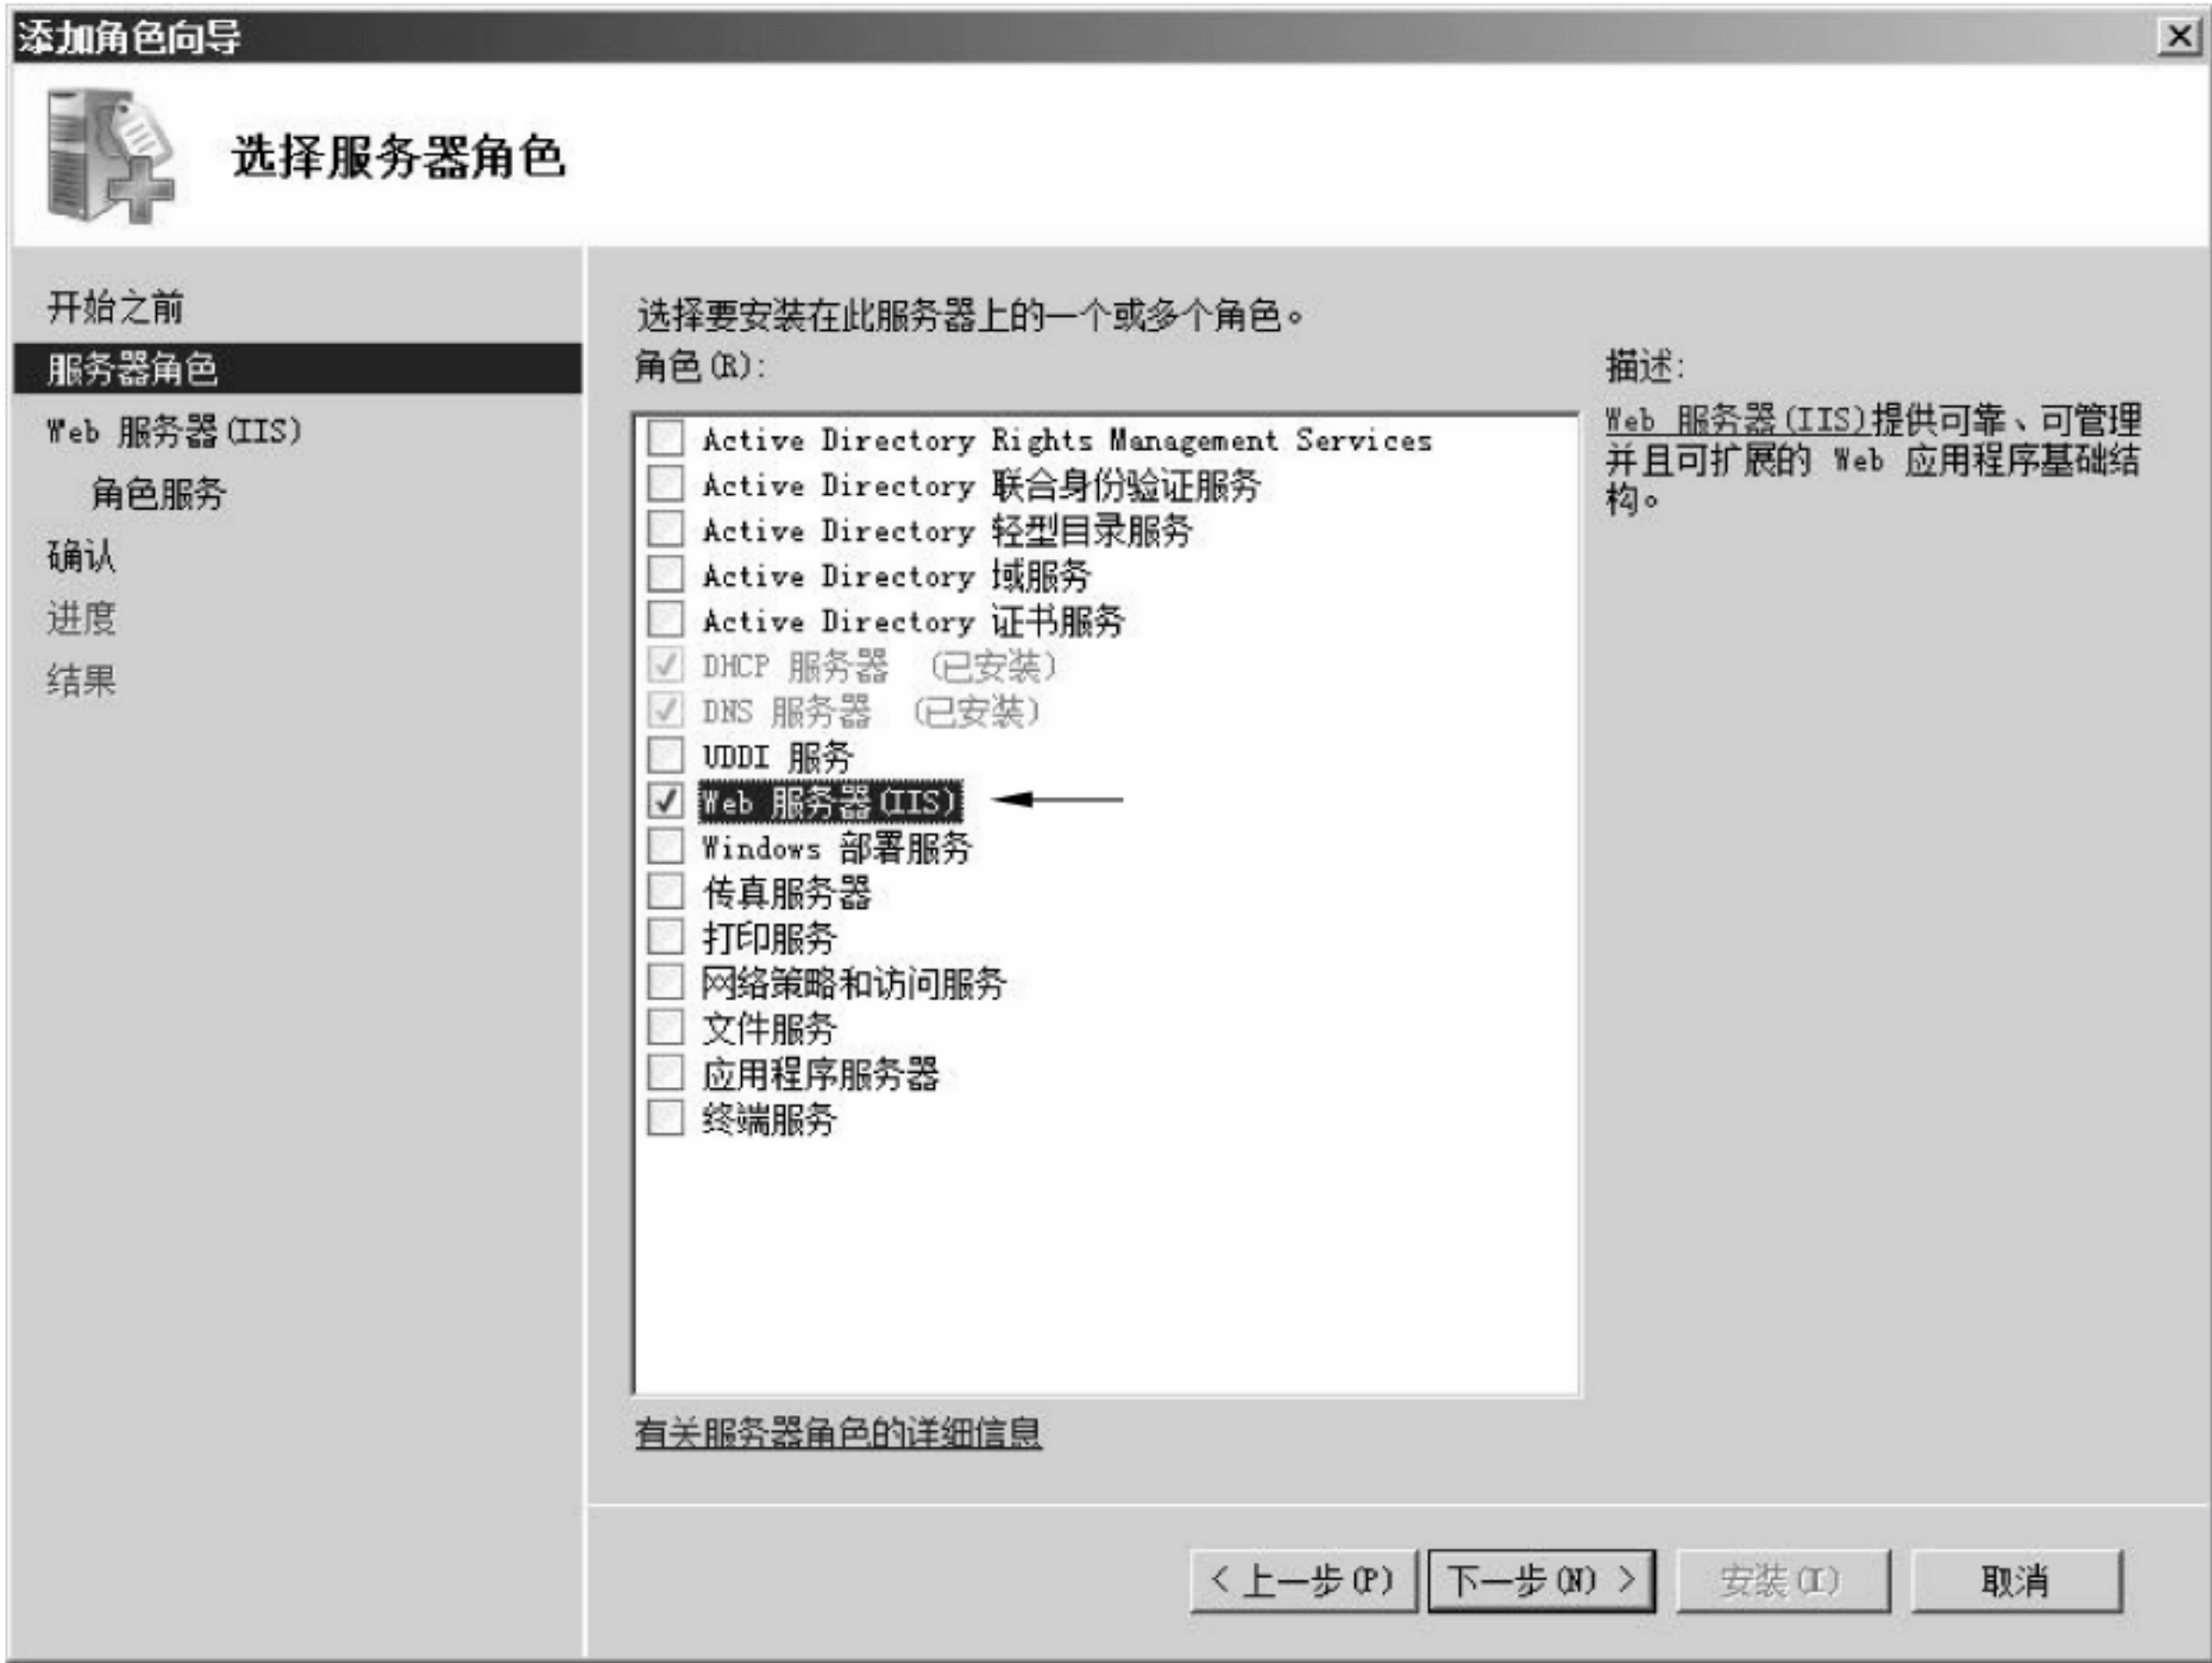 添加角色向导
选择服务器角色
开始之前
服务器角色
Web 服务器(IIS)
角色服务
确认
进度
结果
选择要安装在此服务器上的一个或多个角色。
角色(R):
Active Directory Rights Management Services
Active Directory 联合身份验证服务
Active Directory 轻型目录服务
Active Directory 域服务
Active Directory 证书服务
DHCP 服务器 (已安装)
DNS 服务器 (已安装)
UDDI 服务
Web 服务器(IIS)
Windows 部署服务
传真服务器
打印服务
网络策略和访问服务
文件服务
应用程序服务器
终端服务
有关服务器角色的详细信息
描述:
Web 服务器(IIS)提供可靠、可管理
并且可扩展的 Web 应用程序基础结
构。
< 上一步(P)
下一步(N) >
安装(I)
取消